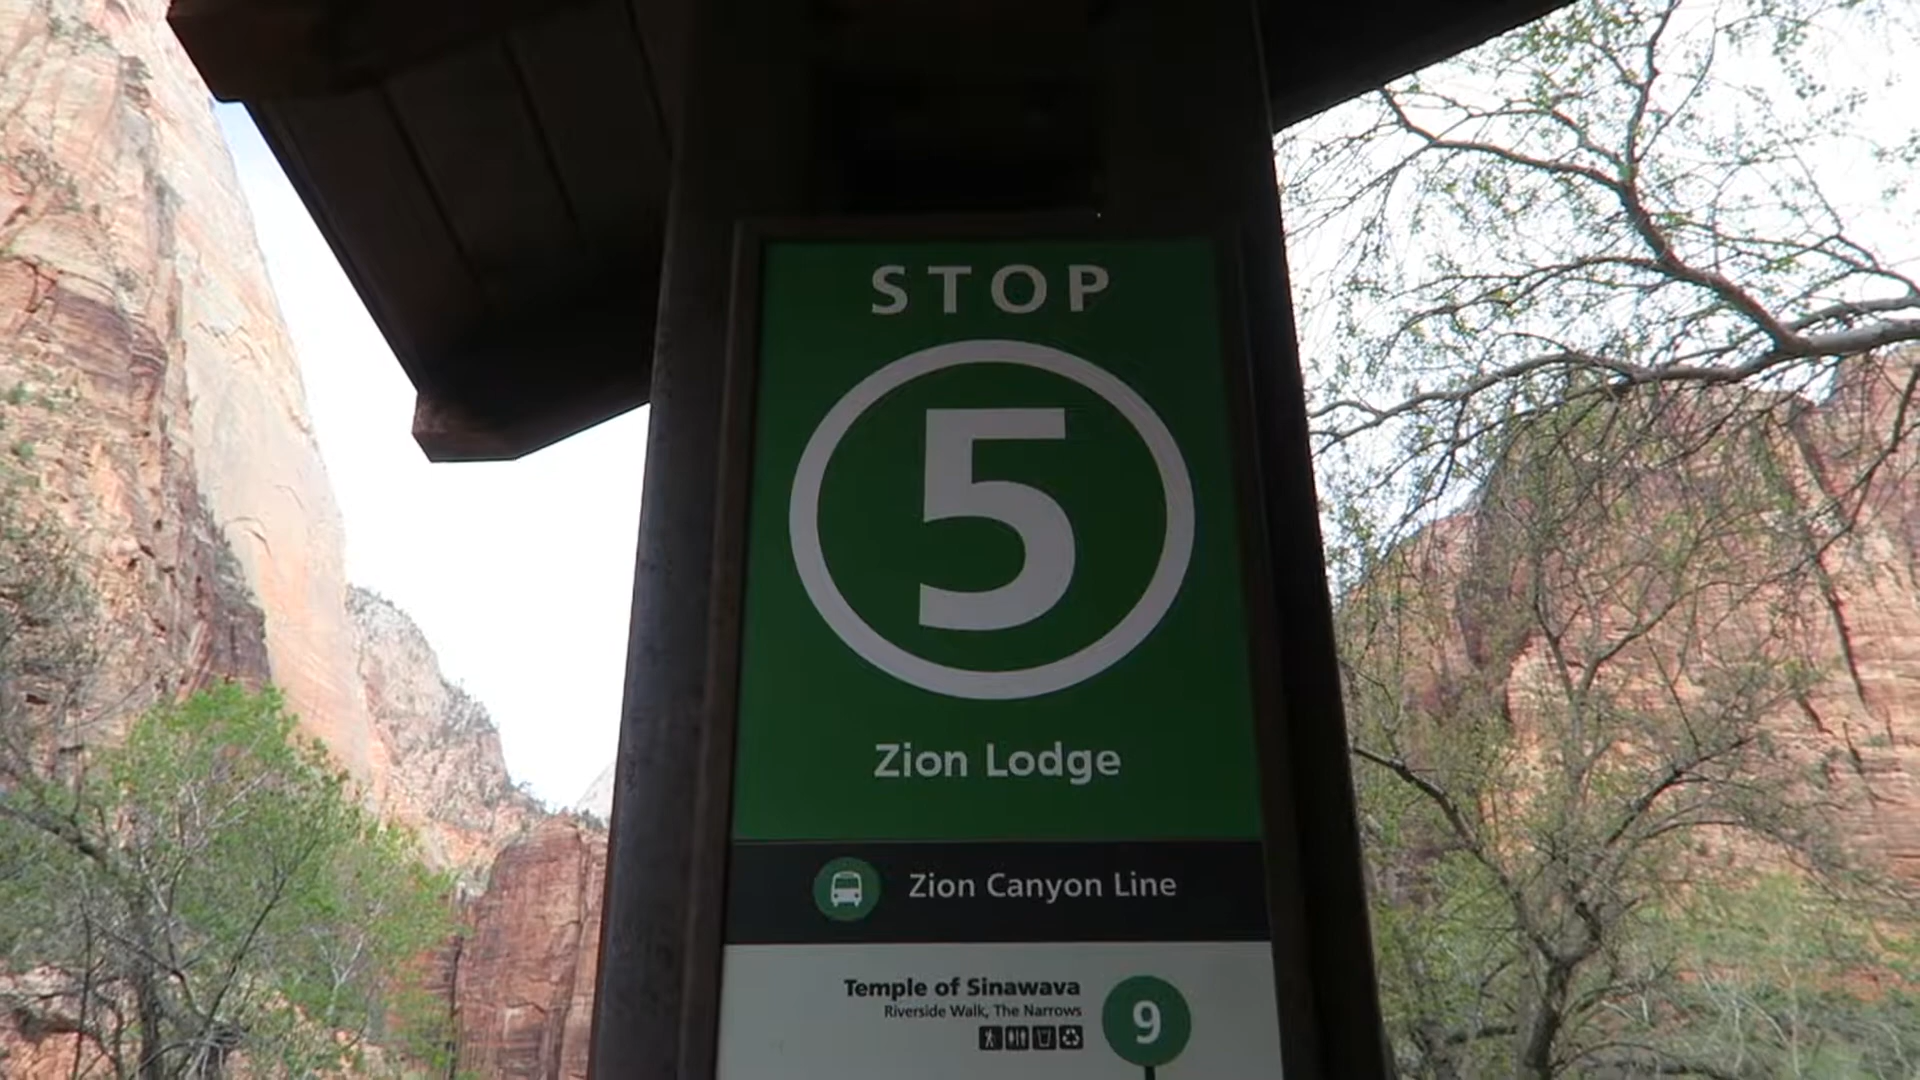 STOP
5
Zion Lodge
Zion Canyon Line
Temple of Sinawava
Riverside Walk, The Narrows
9